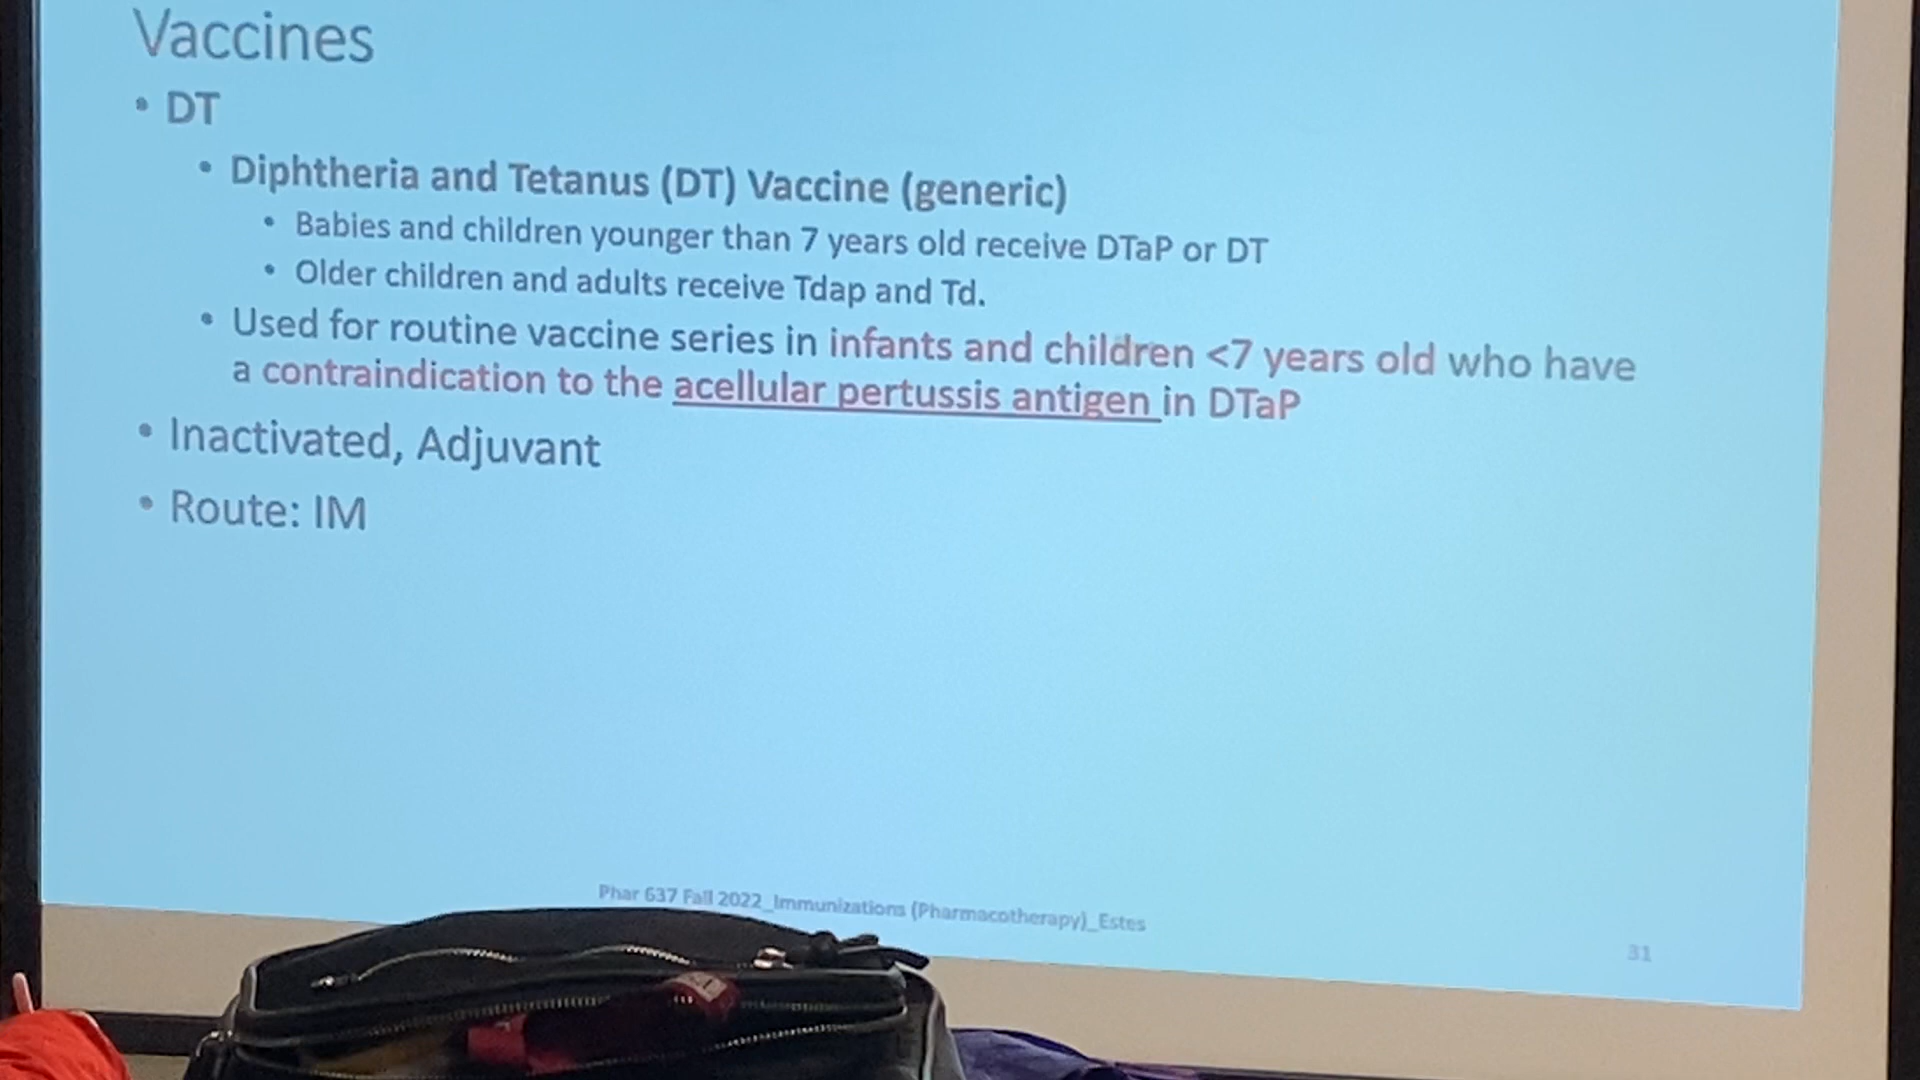 Vaccines
• DT
• Diphtheria and Tetanus (DT) Vaccine (generic)
• Babies and children younger than 7 years old receive DTaP or DT
• Older children and adults receive Tdap and Td.
• Used for routine vaccine series in infants and children <7 years old who have
a contraindication to the acellular pertussis antigen in DTaP
• Inactivated, Adjuvant
• Route: IM
Phar 637 Fall 2022_Immunizations (Pharmacotherapy)_Estes
31